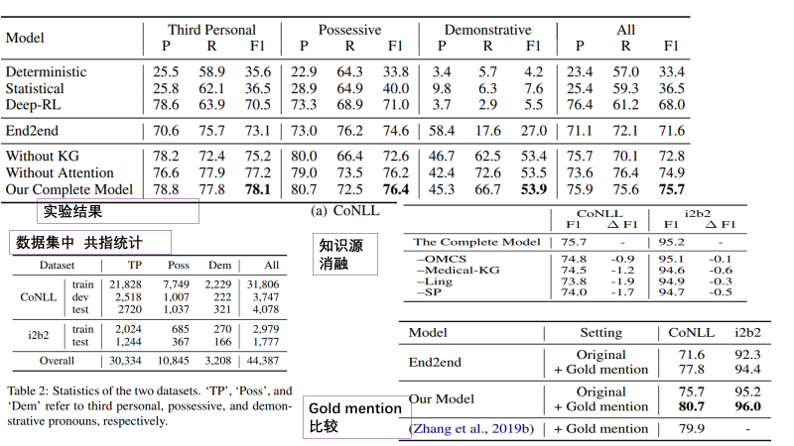 Model Third Personal Possessive Demonstrative All
P R F1 P R F1 P R F1 P R F1
Deterministic 25.5 58.9 35.6 22.9 64.3 33.8 3.4 5.7 4.2 23.4 57.0 33.4
Statistical 25.8 62.1 36.5 28.9 64.9 40.0 9.8 6.3 7.6 25.4 59.3 36.5
Deep-RL 78.6 63.9 70.5 73.3 68.9 71.0 3.7 2.9 5.5 76.4 61.2 68.0
End2end 70.6 75.7 73.1 73.0 76.2 74.6 58.4 17.6 27.0 71.1 72.1 71.6
Without KG 78.2 72.4 75.2 80.0 66.4 72.6 46.7 62.5 53.4 75.7 70.1 72.8
Without Attention 76.6 77.9 77.2 79.0 73.5 76.2 42.4 72.6 53.5 73.6 76.4 74.9
Our Complete Model 78.8 77.8 78.1 80.7 72.5 76.4 45.3 66.7 53.9 75.9 75.6 75.7
(a) CoNLL
实验结果
数据集中 共指统计
Dataset TP Poss Dem All
CoNLL
train 21,828 7,749 2,229 31,806
dev 2,518 1,007 222 3,747
test 2720 1,037 321 4,078
i2b2
train 2,024 685 270 2,979
test 1,244 367 166 1,777
Overall 30,334 10,845 3,208 44,387
Table 2: Statistics of the two datasets. ‘TP’, ‘Poss’, and
‘Dem’ refer to third personal, possessive, and demon-
strative pronouns, respectively.
知识源
消融
CoNLL i2b2
F1 Δ F1 F1 Δ F1
The Complete Model 75.7 - 95.2 -
–OMCS 74.8 -0.9 95.1 -0.1
–Medical-KG 74.5 -1.2 94.6 -0.6
–Ling 73.8 -1.9 94.9 -0.3
–SP 74.0 -1.7 94.7 -0.5
Gold mention
比较
Model Setting CoNLL i2b2
End2end
Original 71.6 92.3
+ Gold mention 77.8 94.4
Our Model
Original 75.7 95.2
+ Gold mention 80.7 96.0
(Zhang et al., 2019b) + Gold mention 79.9 -